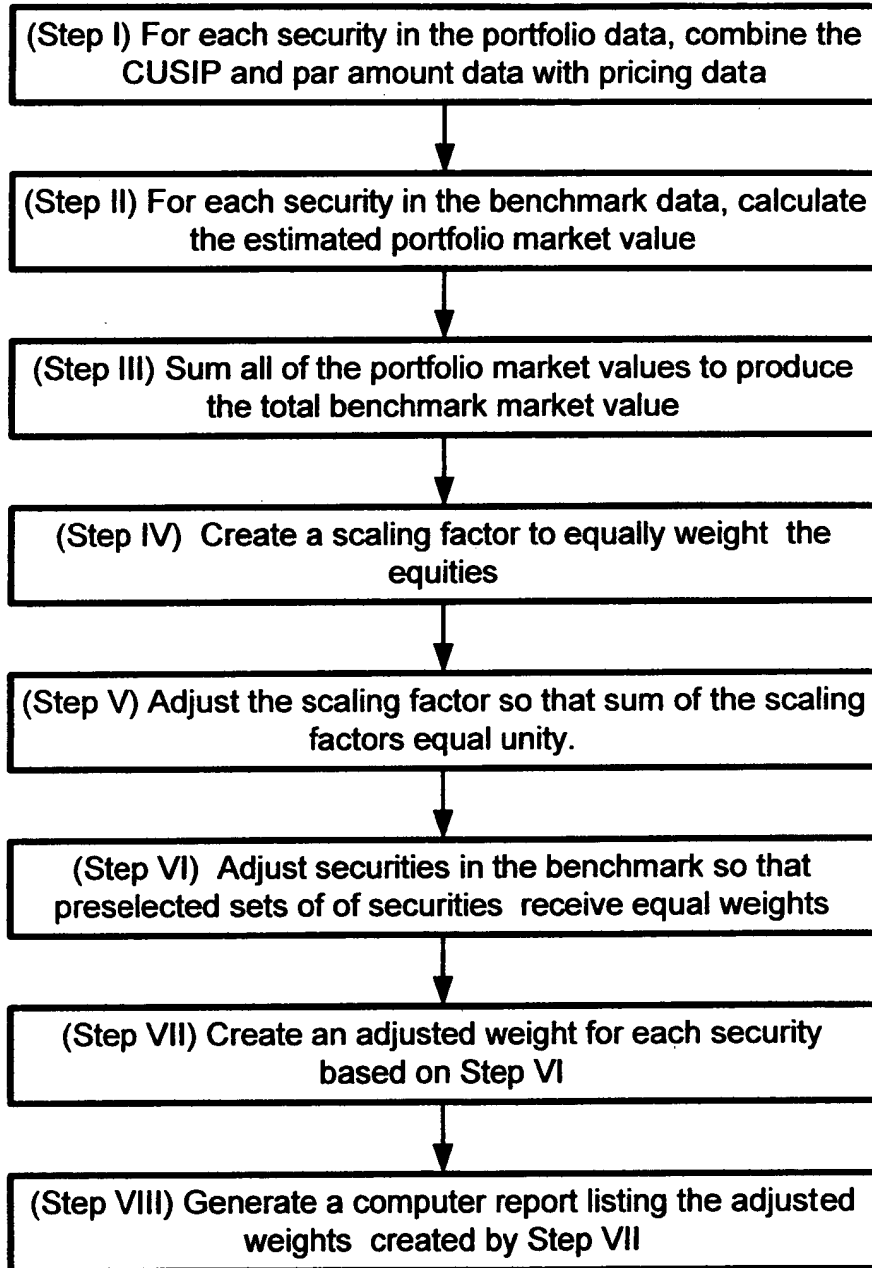 (Step I) For each security in the portfolio data, combine the
CUSIP and par amount data with pricing data
(Step II) For each security in the benchmark data, calculate
the estimated portfolio market value
(Step III) Sum all of the portfolio market values to produce
the total benchmark market value
(Step IV) Create a scaling factor to equally weight the
equities
(Step V) Adjust the scaling factor so that sum of the scaling
factors equal unity.
(Step VI) Adjust securities in the benchmark so that
preselected sets of of securities receive equal weights
(Step VII) Create an adjusted weight for each security
based on Step VI
(Step VIII) Generate a computer report listing the adjusted
weights created by Step VII